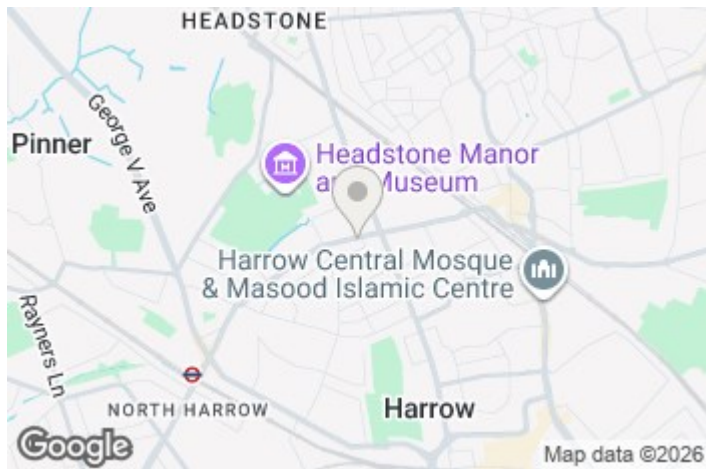 HEADSTONE
George V Ave
Pinner
Headstone Manor
and Museum
Harrow Central Mosque
& Masood Islamic Centre
Rayners Ln
NORTH HARROW
Harrow
Google
Map data ©2026